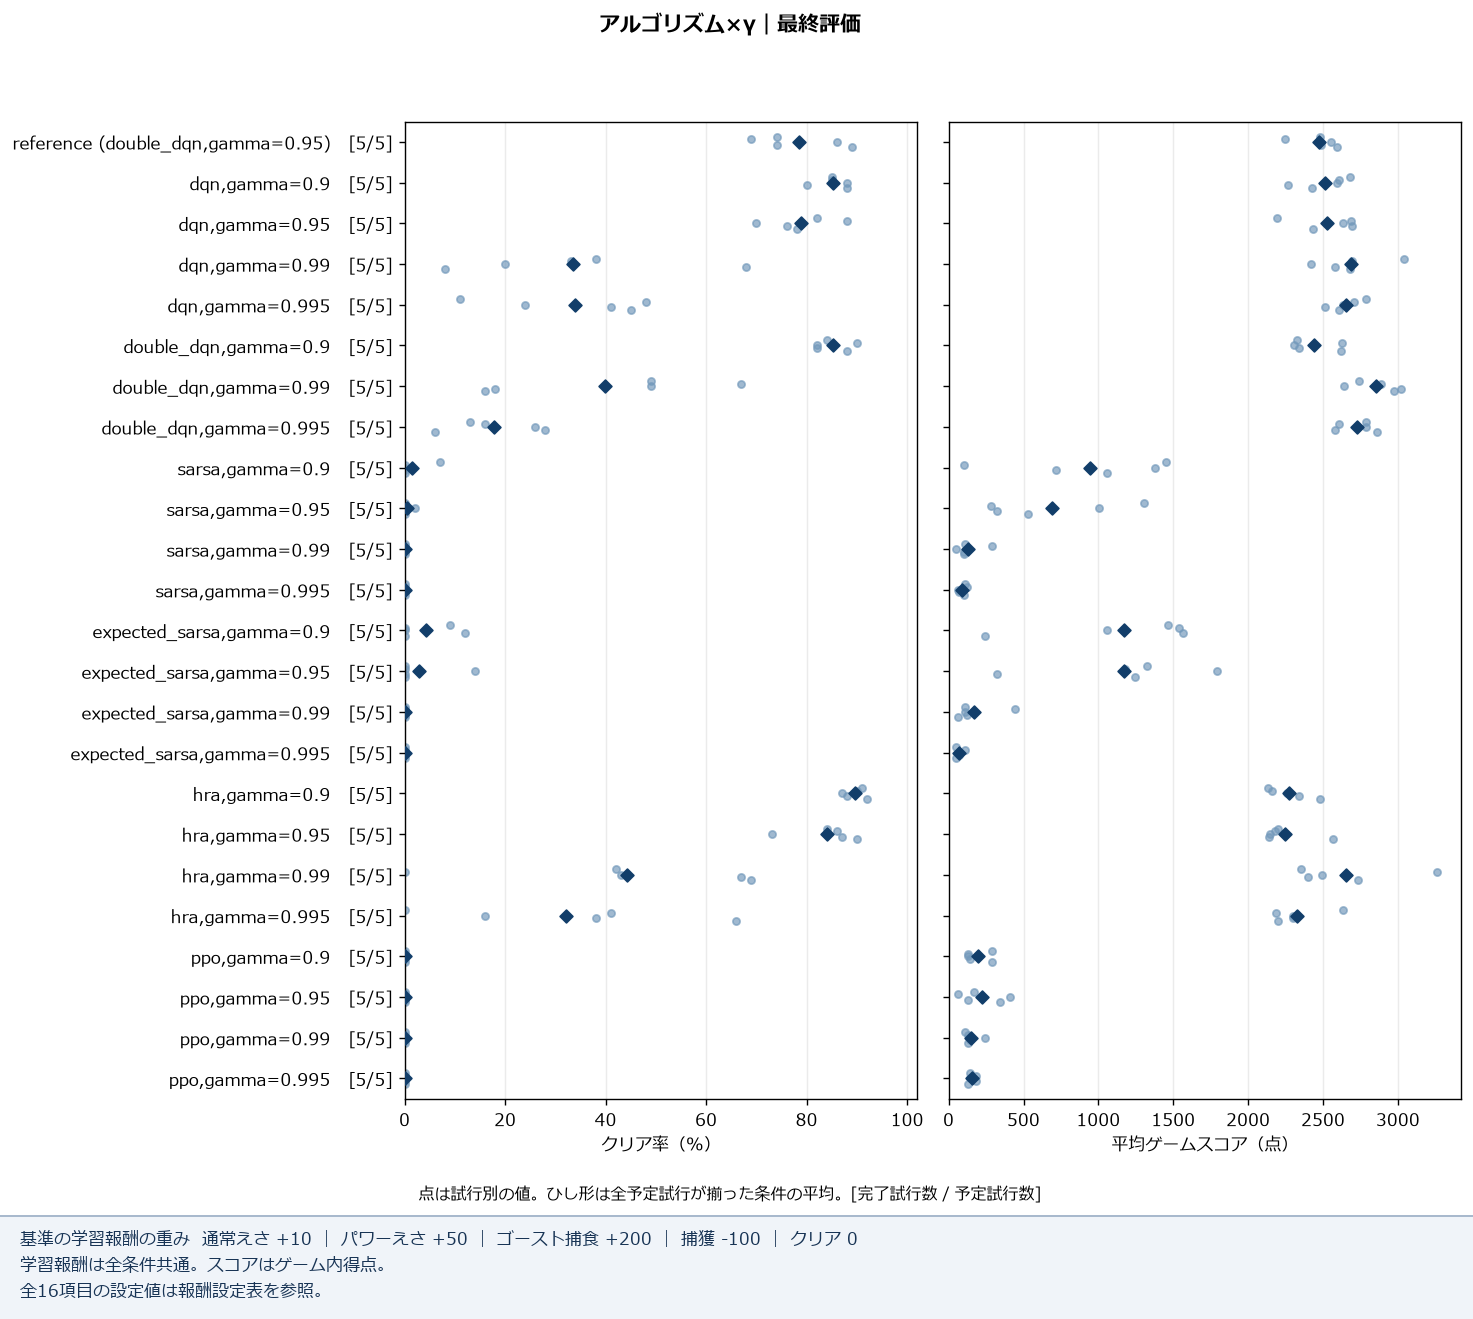 アルゴリズム×γ｜最終評価
reference (double_dqn,gamma=0.95) [5/5]
dqn,gamma=0.9 [5/5]
dqn,gamma=0.95 [5/5]
dqn,gamma=0.99 [5/5]
dqn,gamma=0.995 [5/5]
double_dqn,gamma=0.9 [5/5]
double_dqn,gamma=0.99 [5/5]
double_dqn,gamma=0.995 [5/5]
sarsa,gamma=0.9 [5/5]
sarsa,gamma=0.95 [5/5]
sarsa,gamma=0.99 [5/5]
sarsa,gamma=0.995 [5/5]
expected_sarsa,gamma=0.9 [5/5]
expected_sarsa,gamma=0.95 [5/5]
expected_sarsa,gamma=0.99 [5/5]
expected_sarsa,gamma=0.995 [5/5]
hra,gamma=0.9 [5/5]
hra,gamma=0.95 [5/5]
hra,gamma=0.99 [5/5]
hra,gamma=0.995 [5/5]
ppo,gamma=0.9 [5/5]
ppo,gamma=0.95 [5/5]
ppo,gamma=0.99 [5/5]
ppo,gamma=0.995 [5/5]
0 20 40 60 80 100
クリア率（%）
0 500 1000 1500 2000 2500 3000
平均ゲームスコア（点）
点は試行別の値。ひし形は全予定試行が揃った条件の平均。[完了試行数 / 予定試行数]
基準の学習報酬の重み 通常えさ +10 ｜ パワーえさ +50 ｜ ゴースト捕食 +200 ｜ 捕獲 -100 ｜ クリア 0
学習報酬は全条件共通。スコアはゲーム内得点。
全16項目の設定値は報酬設定表を参照。